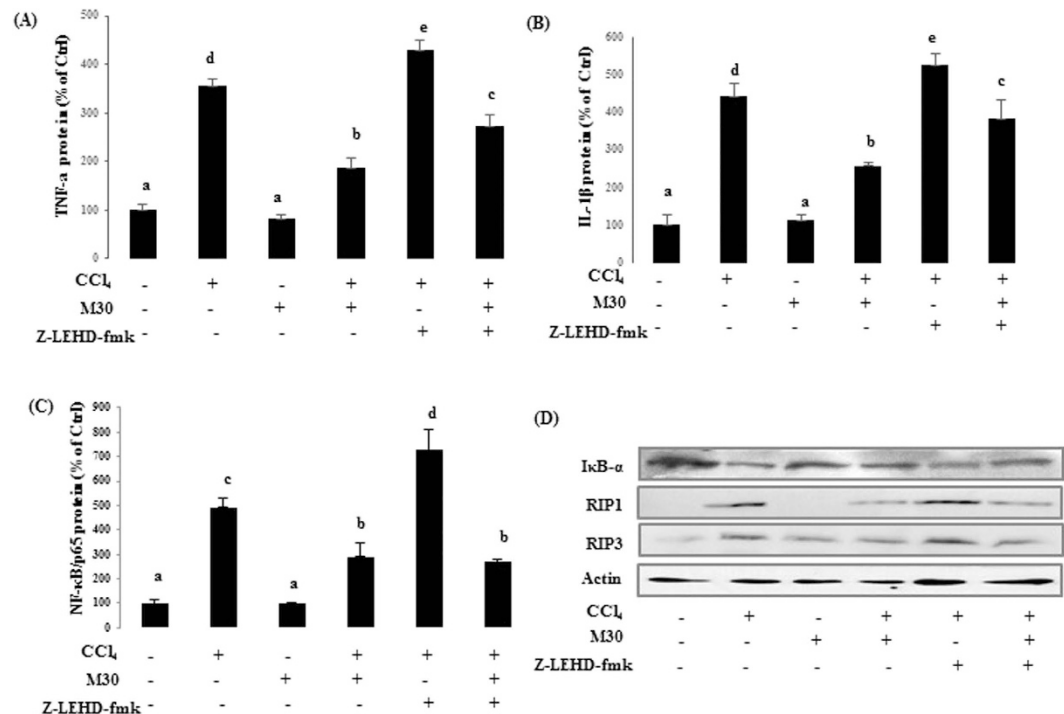 (A)
TNF-a protein (% of Ctrl)
500
400
300
200
100
0
a
d
a
b
e
c
CCl₄ - + - + + +
M30 - - + + - +
Z-LEHD-fmk - - - - + +
(B)
IL-1β protein (% of Ctrl)
600
500
400
300
200
100
0
a
d
a
b
e
c
CCl₄ - + - + + +
M30 - - + + - +
Z-LEHD-fmk - - - - + +
(C)
NF-κB/p65 protein (% of Ctrl)
900
800
700
600
500
400
300
200
100
0
a
c
a
b
d
b
CCl₄ - + - + + +
M30 - - + + - +
Z-LEHD-fmk - - - - + +
(D)
IκB-α
RIP1
RIP3
Actin
CCl₄ - + - + + +
M30 - - + + - +
Z-LEHD-fmk - - - - + +